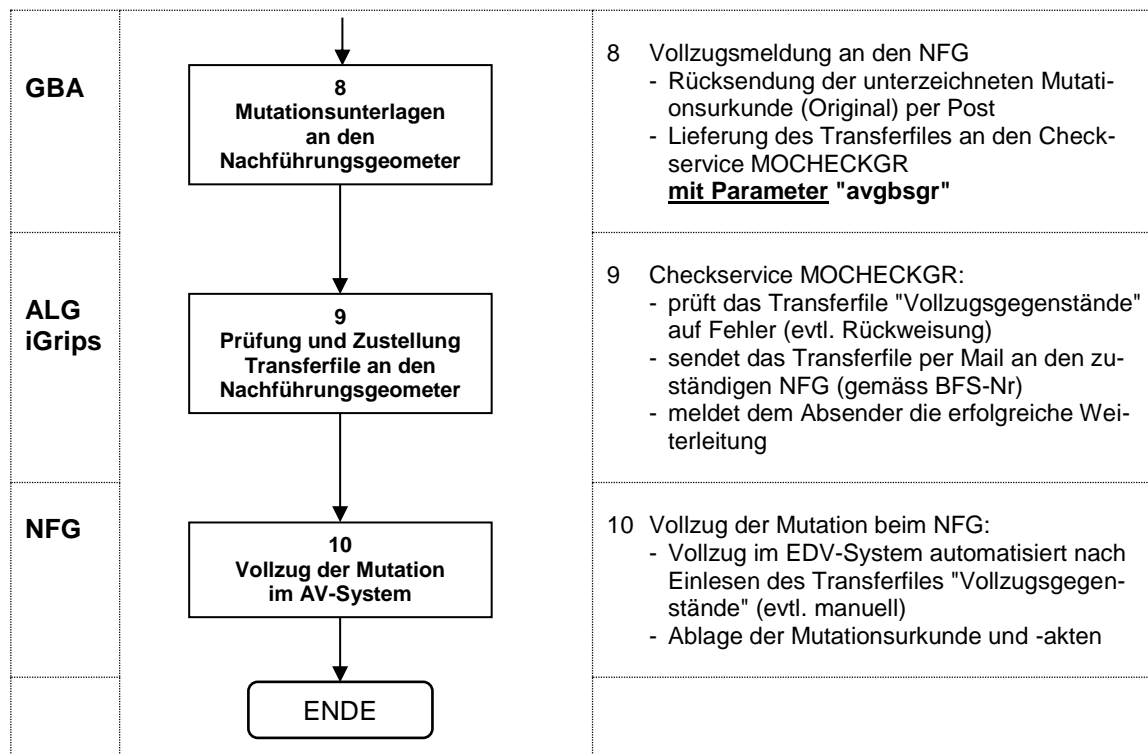 GBA
8
Mutationsunterlagen
an den
Nachführungsgeometer
8 Vollzugsmeldung an den NFG
- Rücksendung der unterzeichneten Mutati-
onsurkunde (Original) per Post
- Lieferung des Transferfiles an den Check-
service MOCHECKGR
mit Parameter "avgbsgr"
ALG
iGrips
9
Prüfung und Zustellung
Transferfile an den
Nachführungsgeometer
9 Checkservice MOCHECKGR:
- prüft das Transferfile "Vollzugsgegenstände"
auf Fehler (evtl. Rückweisung)
- sendet das Transferfile per Mail an den zu-
ständigen NFG (gemäss BFS-Nr)
- meldet dem Absender die erfolgreiche Wei-
terleitung
NFG
10
Vollzug der Mutation
im AV-System
10 Vollzug der Mutation beim NFG:
- Vollzug im EDV-System automatisiert nach
Einlesen des Transferfiles "Vollzugsgegen-
stände" (evtl. manuell)
- Ablage der Mutationsurkunde und -akten
ENDE